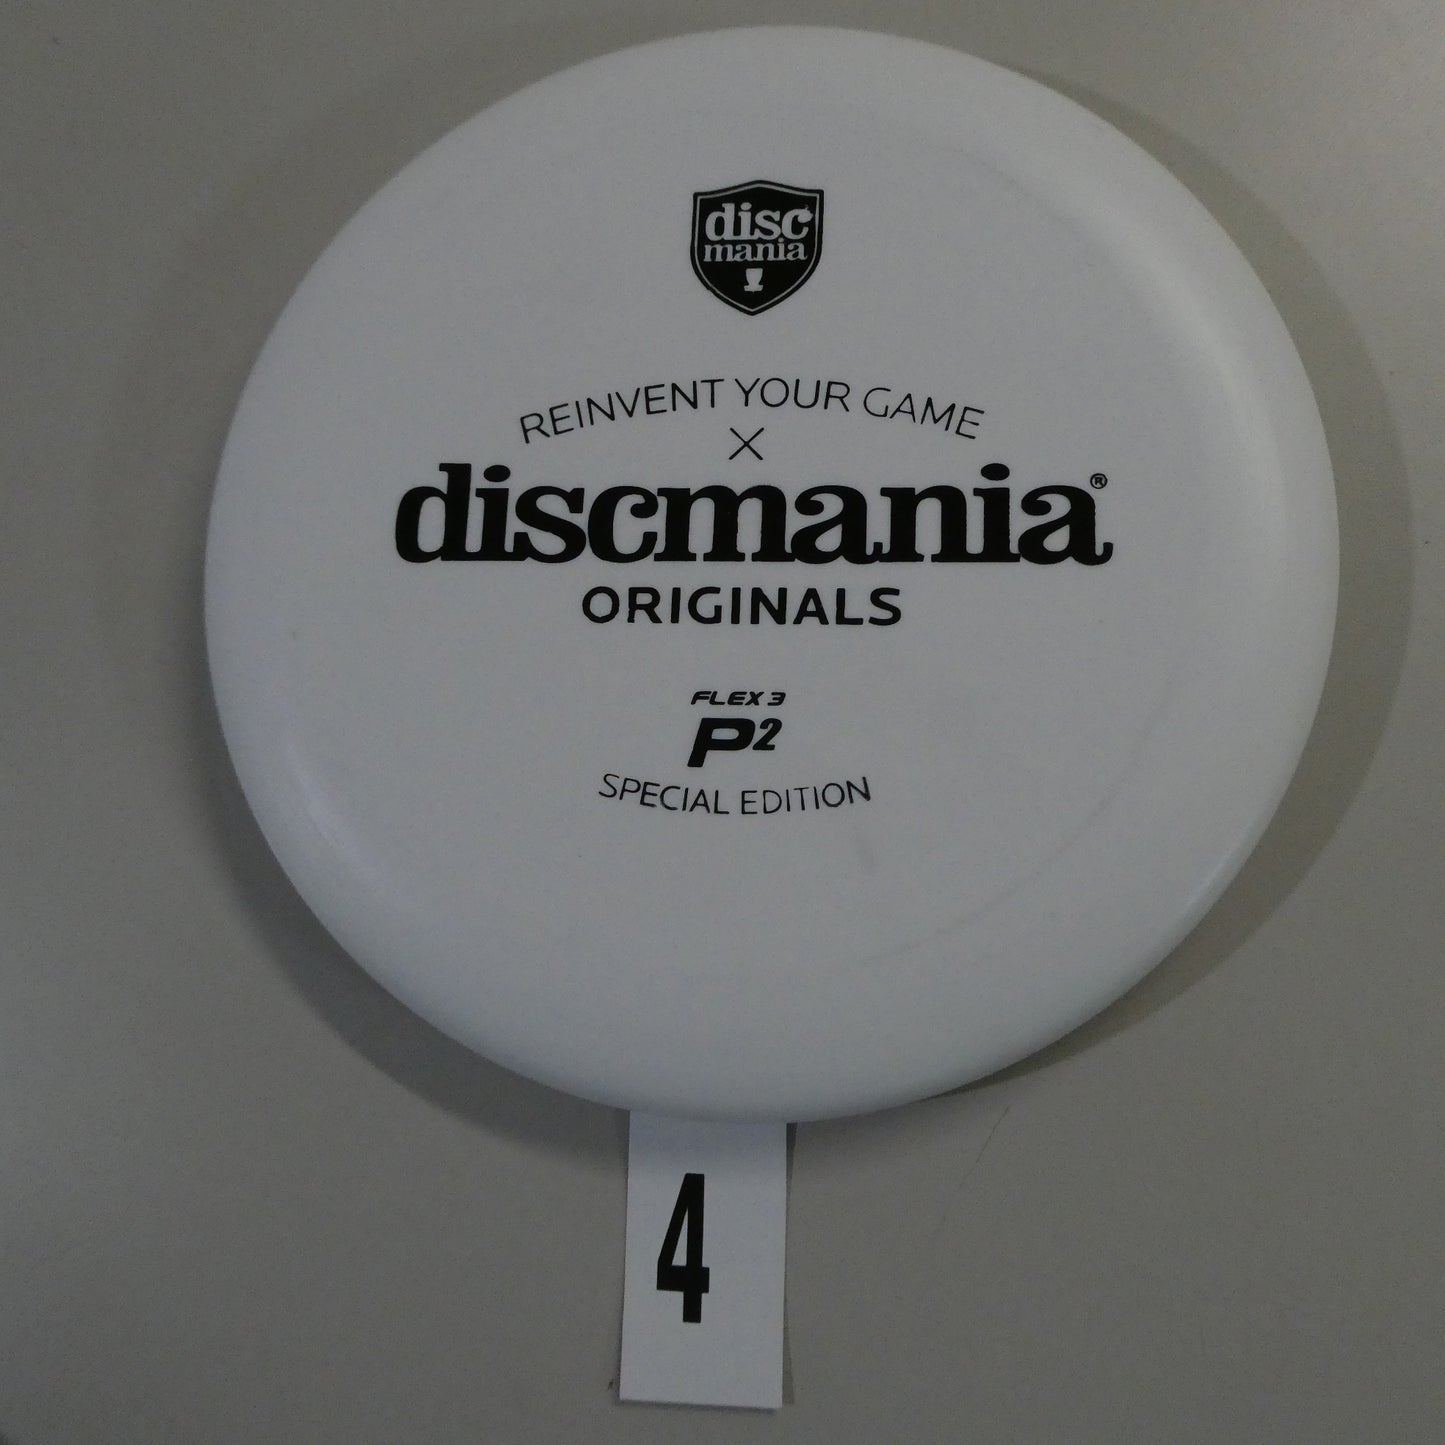 disc
mania
REINVENT YOUR GAME
X
discmania®
ORIGINALS
FLEX 3
P2
SPECIAL EDITION
4